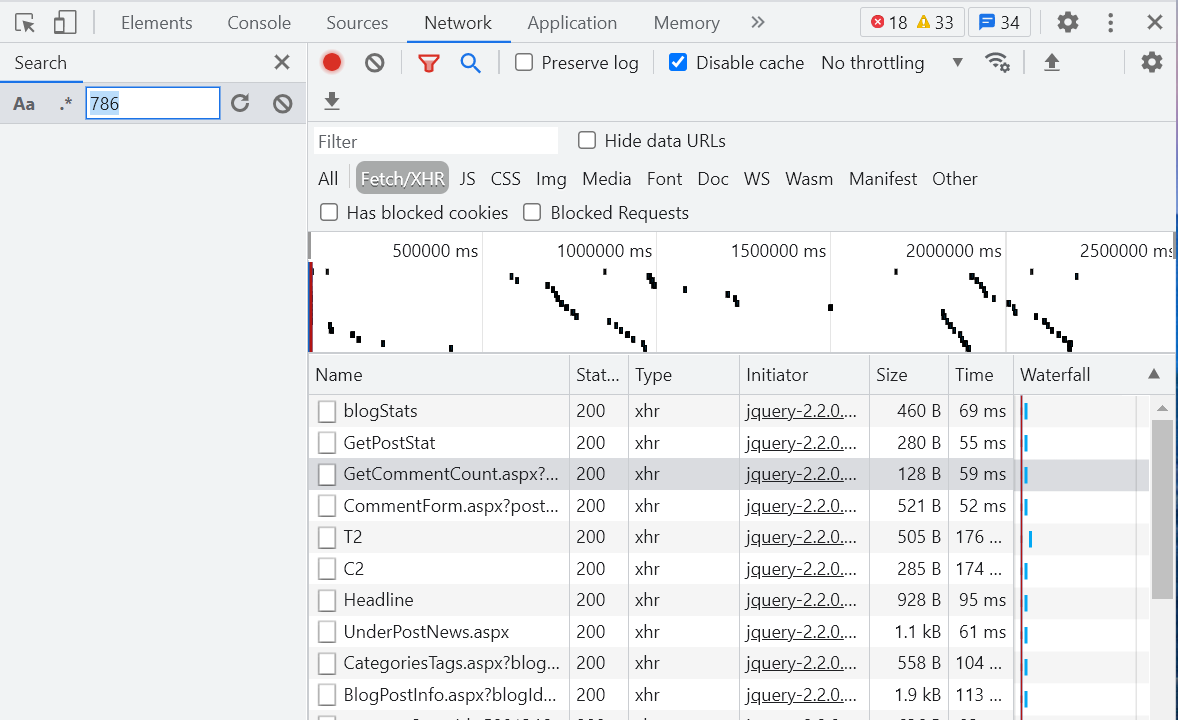 Elements Console Sources Network Application Memory » 18 33 34
Search Preserve log Disable cache No throttling
Aa .* 786
Filter Hide data URLs
All Fetch/XHR JS CSS Img Media Font Doc WS Wasm Manifest Other
Has blocked cookies Blocked Requests
500000 ms 1000000 ms 1500000 ms 2000000 ms 2500000 ms
Name Stat... Type Initiator Size Time Waterfall
blogStats 200 xhr jquery-2.2.0.... 460 B 69 ms
GetPostStat 200 xhr jquery-2.2.0.... 280 B 55 ms
GetCommentCount.aspx?... 200 xhr jquery-2.2.0.... 128 B 59 ms
CommentForm.aspx?post... 200 xhr jquery-2.2.0.... 521 B 52 ms
T2 200 xhr jquery-2.2.0.... 505 B 176 ...
C2 200 xhr jquery-2.2.0.... 285 B 174 ...
Headline 200 xhr jquery-2.2.0.... 928 B 95 ms
UnderPostNews.aspx 200 xhr jquery-2.2.0.... 1.1 kB 61 ms
CategoriesTags.aspx?blog... 200 xhr jquery-2.2.0.... 558 B 104 ...
BlogPostInfo.aspx?blogId... 200 xhr jquery-2.2.0.... 1.9 kB 113 ...